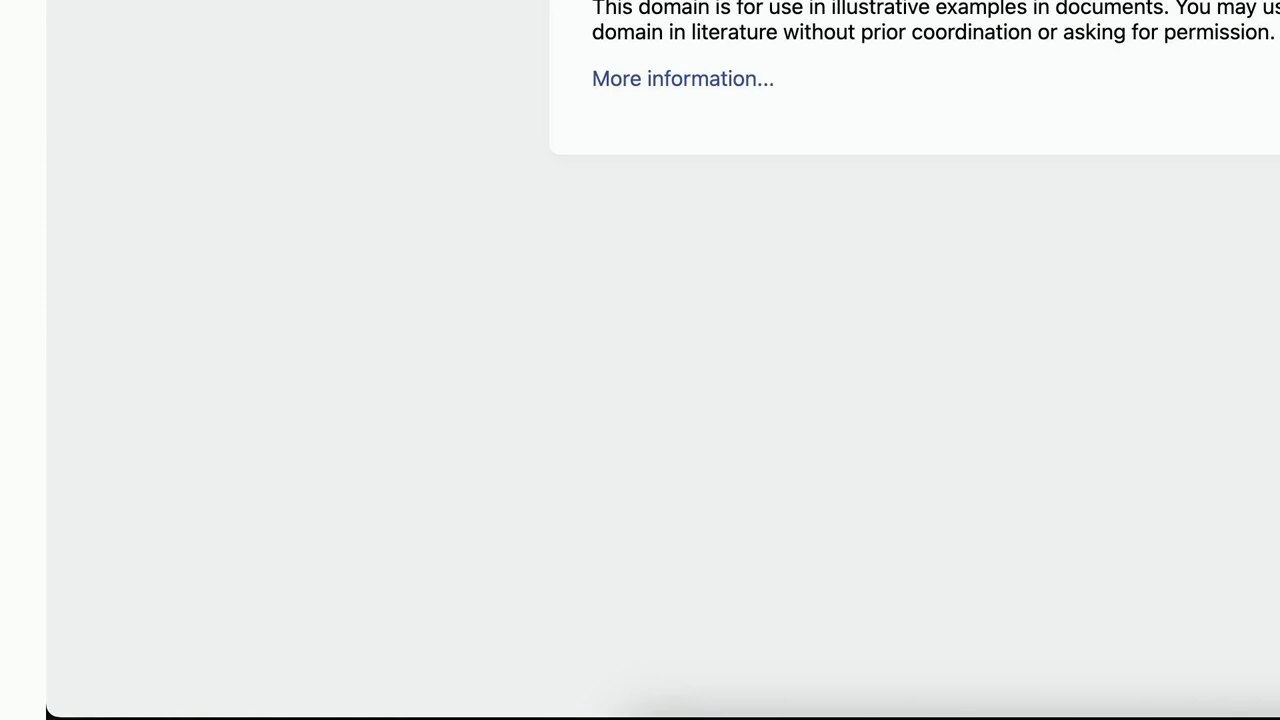 This domain is for use in illustrative examples in documents. You may
domain in literature without prior coordination or asking for permission.
More information...